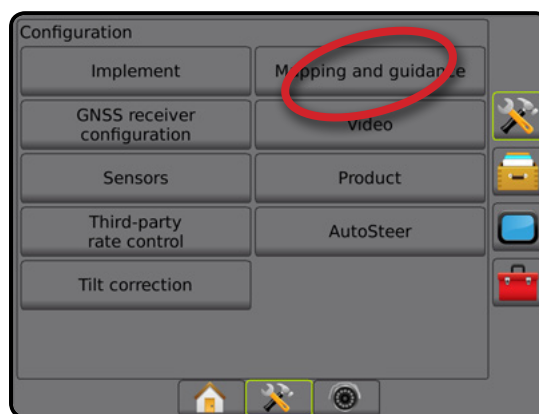 Configuration
Implement
Mapping and guidance
GNSS receiver
configuration
Video
Sensors
Product
Third-party
rate control
AutoSteer
Tilt correction